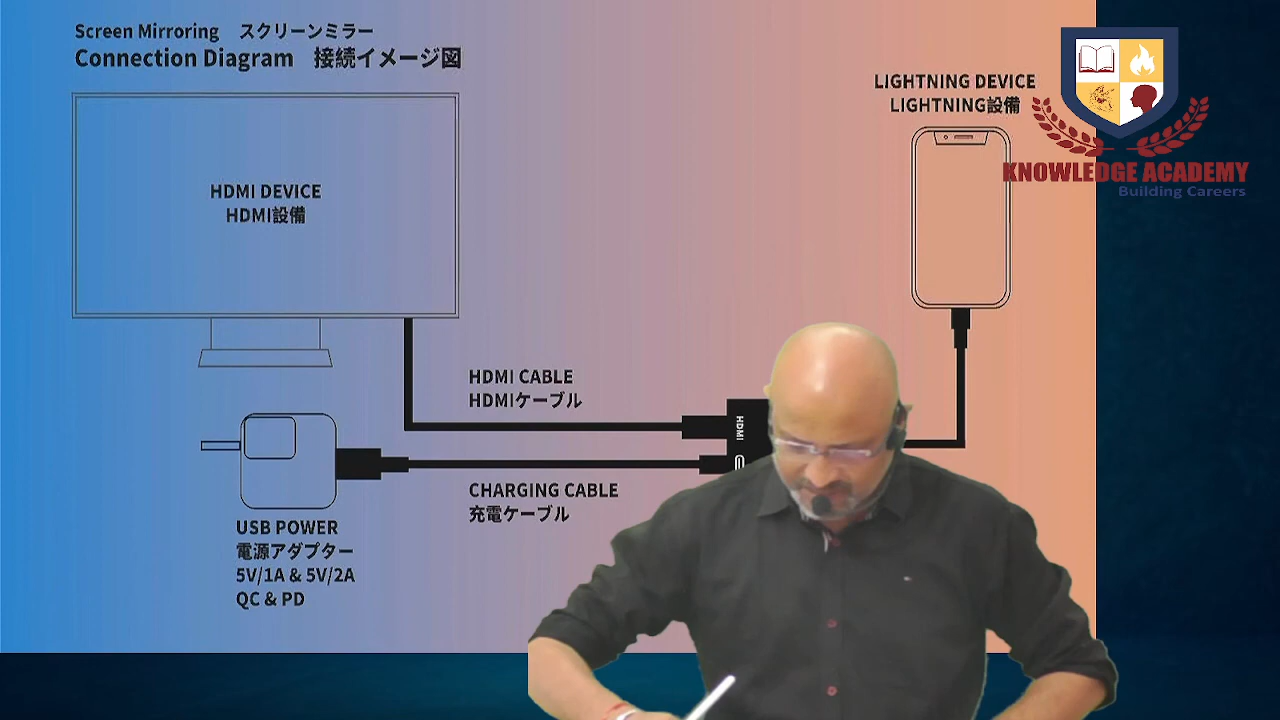 Screen Mirroring スクリーンミラー
Connection Diagram 接続イメージ図
LIGHTNING DEVICE
LIGHTNING設備
KNOWLEDGE ACADEMY
Building Careers
HDMI DEVICE
HDMI設備
HDMI CABLE
HDMIケーブル
HDMI
CHARGING CABLE
充電ケーブル
USB POWER
電源アダプター
5V/1A & 5V/2A
QC & PD